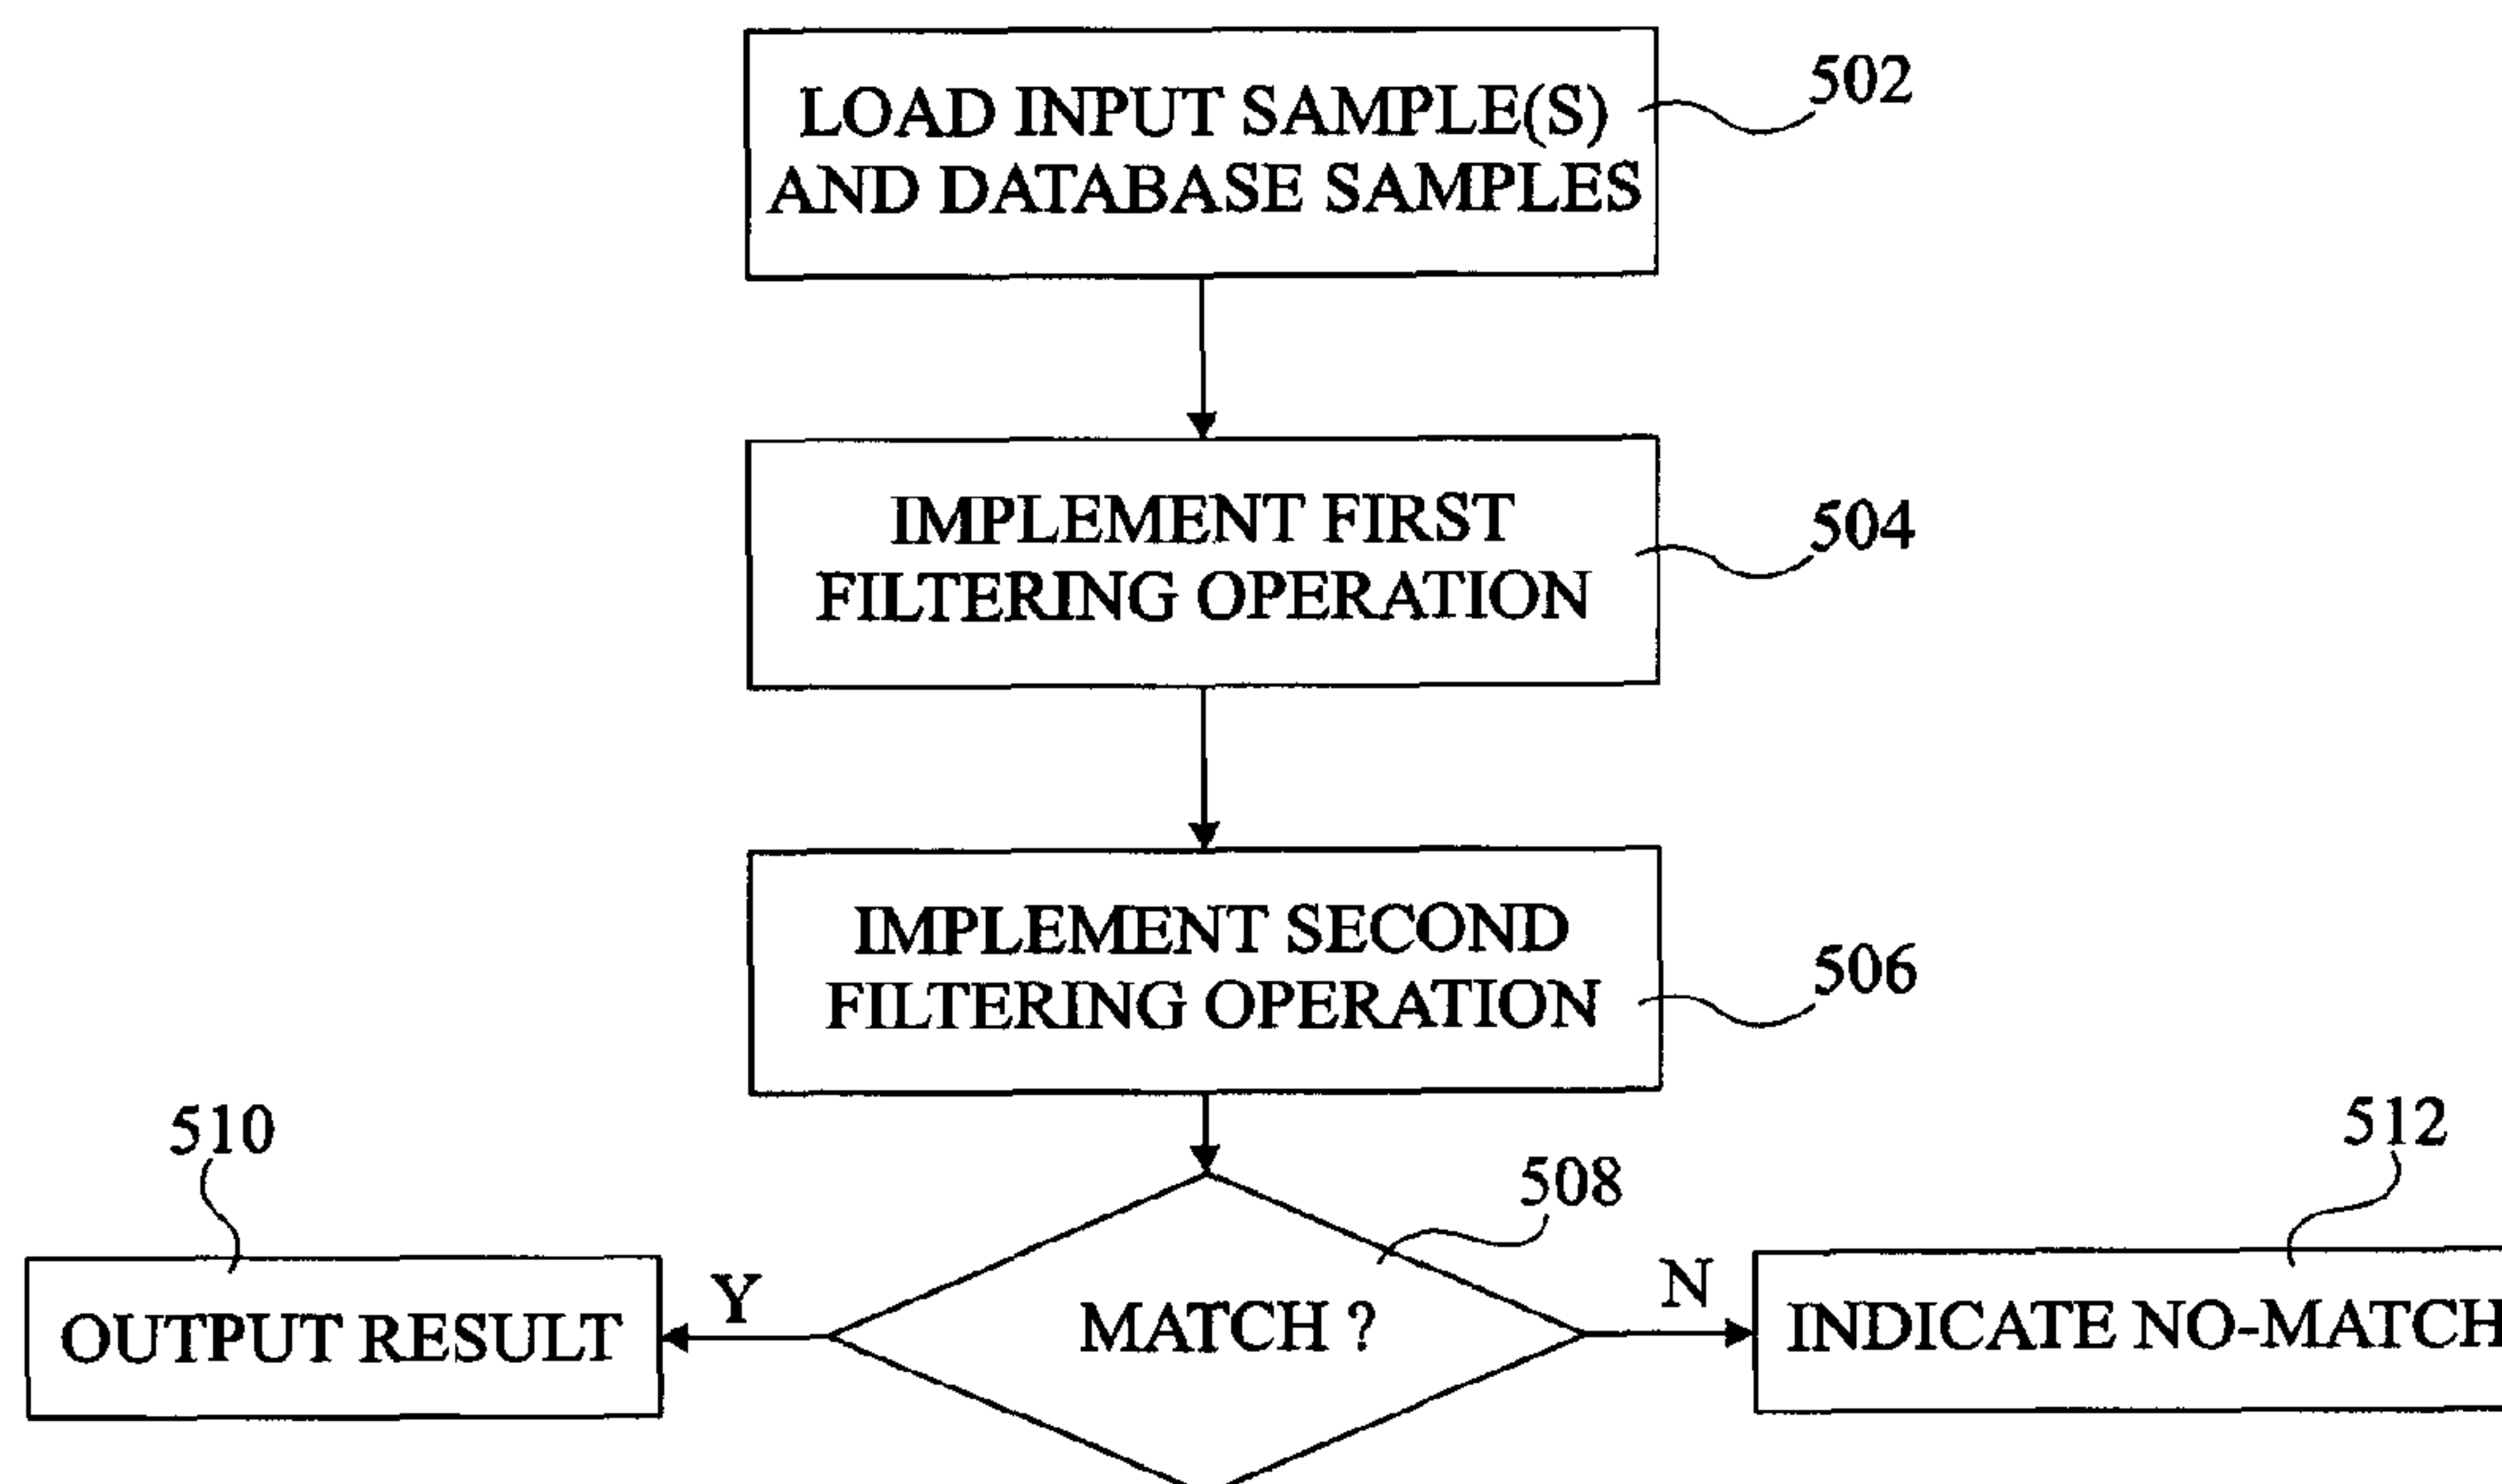 LOAD INPUT SAMPLE(S)
AND DATABASE SAMPLES
502
IMPLEMENT FIRST
FILTERING OPERATION
504
IMPLEMENT SECOND
FILTERING OPERATION
506
510
508
512
OUTPUT RESULT
Y
MATCH ?
N
INDICATE NO-MATCH